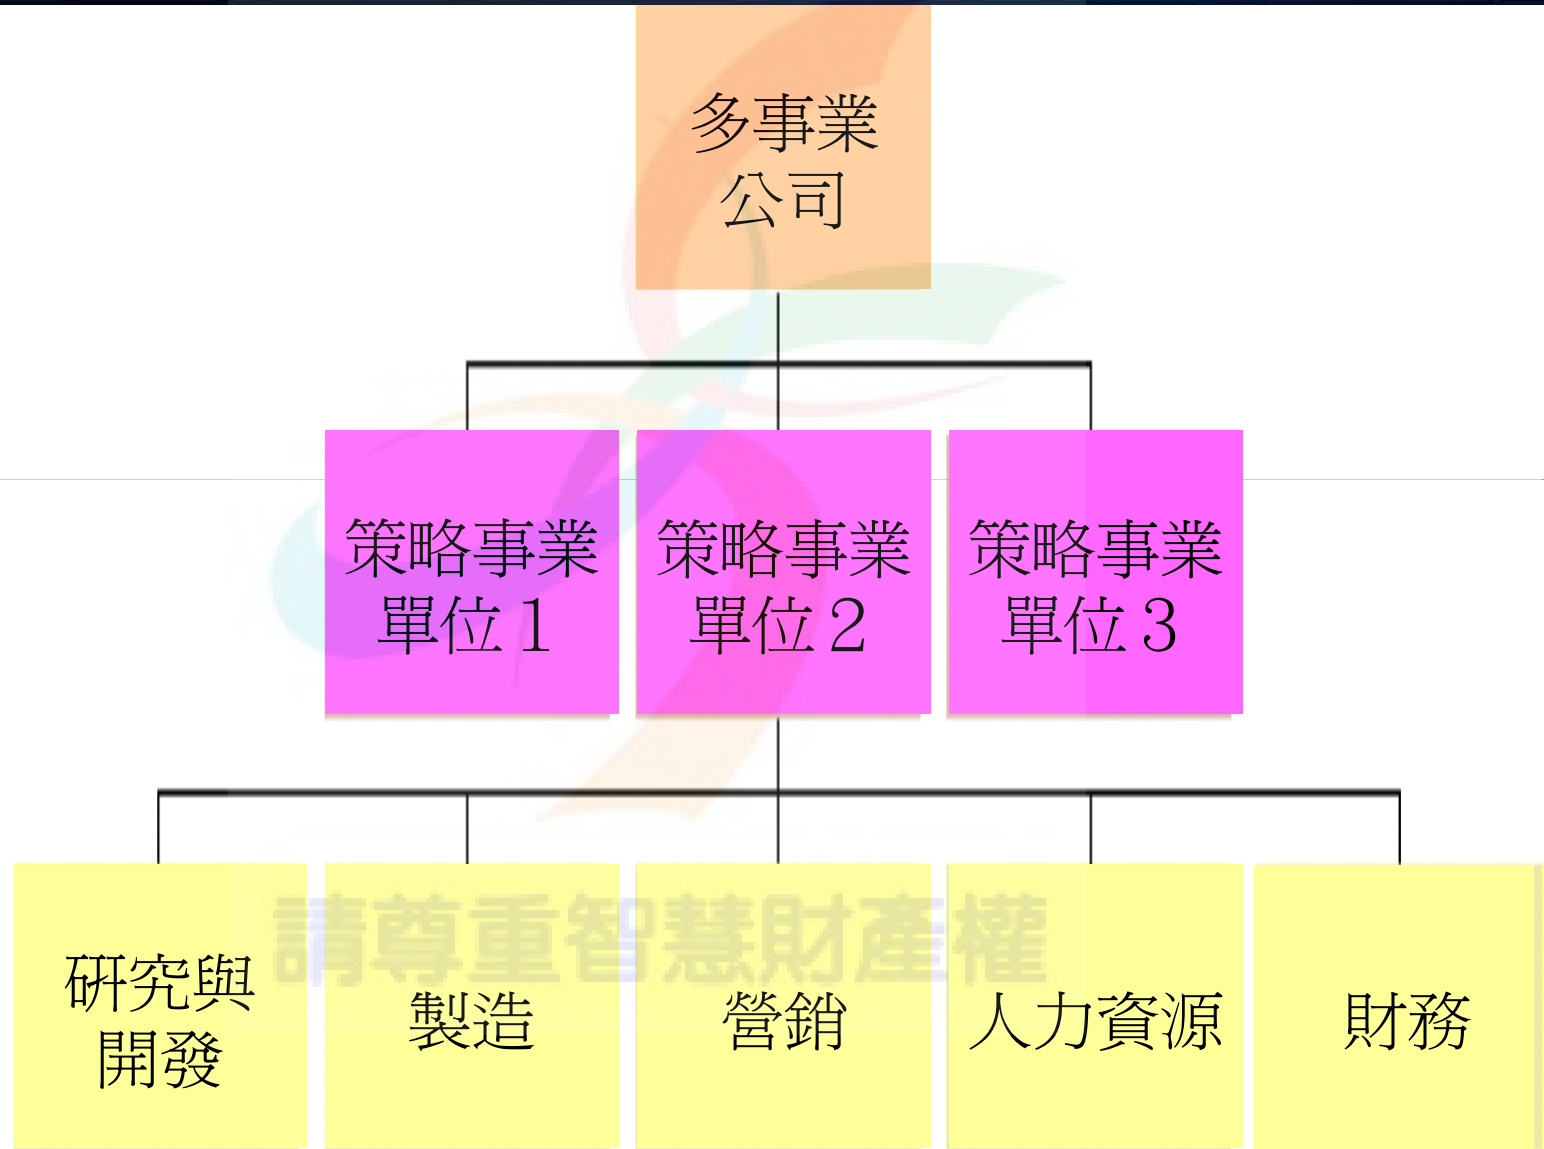 多事業
公司
策略事業
單位１
策略事業
單位２
策略事業
單位３
請尊重智慧財產權
研究與
開發
製造
營銷
人力資源
財務